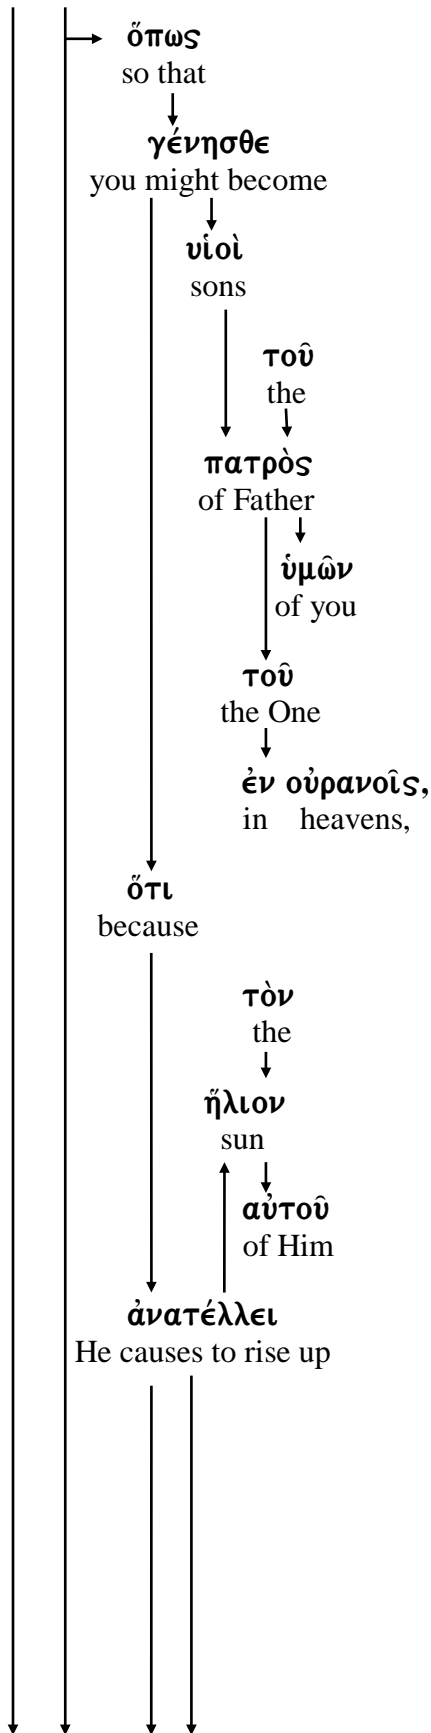 ὅπως
so that
γένησθε
you might become
υἱοὶ
sons
τοῦ
the
πατρὸς
of Father
ὑμῶν
of you
τοῦ
the One
ἐν οὐρανοῖς,
in heavens,
ὅτι
because
τὸν
the
ἥλιον
sun
αὐτοῦ
of Him
ἀνατέλλει
He causes to rise up